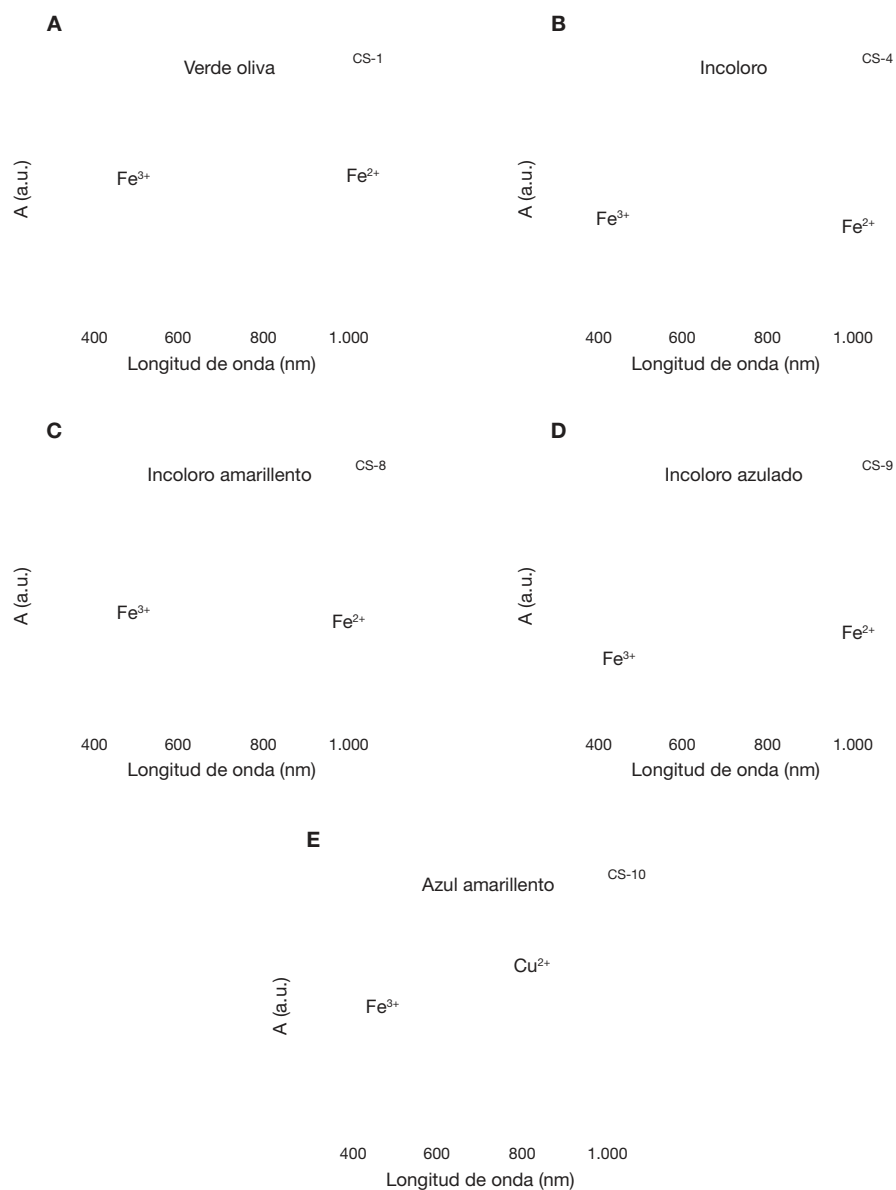 A
Verde oliva
CS-1
A (a.u.)
Fe³⁺
Fe²⁺
400 600 800 1.000
Longitud de onda (nm)
B
Incoloro
CS-4
A (a.u.)
Fe³⁺
Fe²⁺
400 600 800 1.000
Longitud de onda (nm)
C
Incoloro amarillento
CS-8
A (a.u.)
Fe³⁺
Fe²⁺
400 600 800 1.000
Longitud de onda (nm)
D
Incoloro azulado
CS-9
A (a.u.)
Fe³⁺
Fe²⁺
400 600 800 1.000
Longitud de onda (nm)
E
Azul amarillento
CS-10
A (a.u.)
Cu²⁺
Fe³⁺
400 600 800 1.000
Longitud de onda (nm)